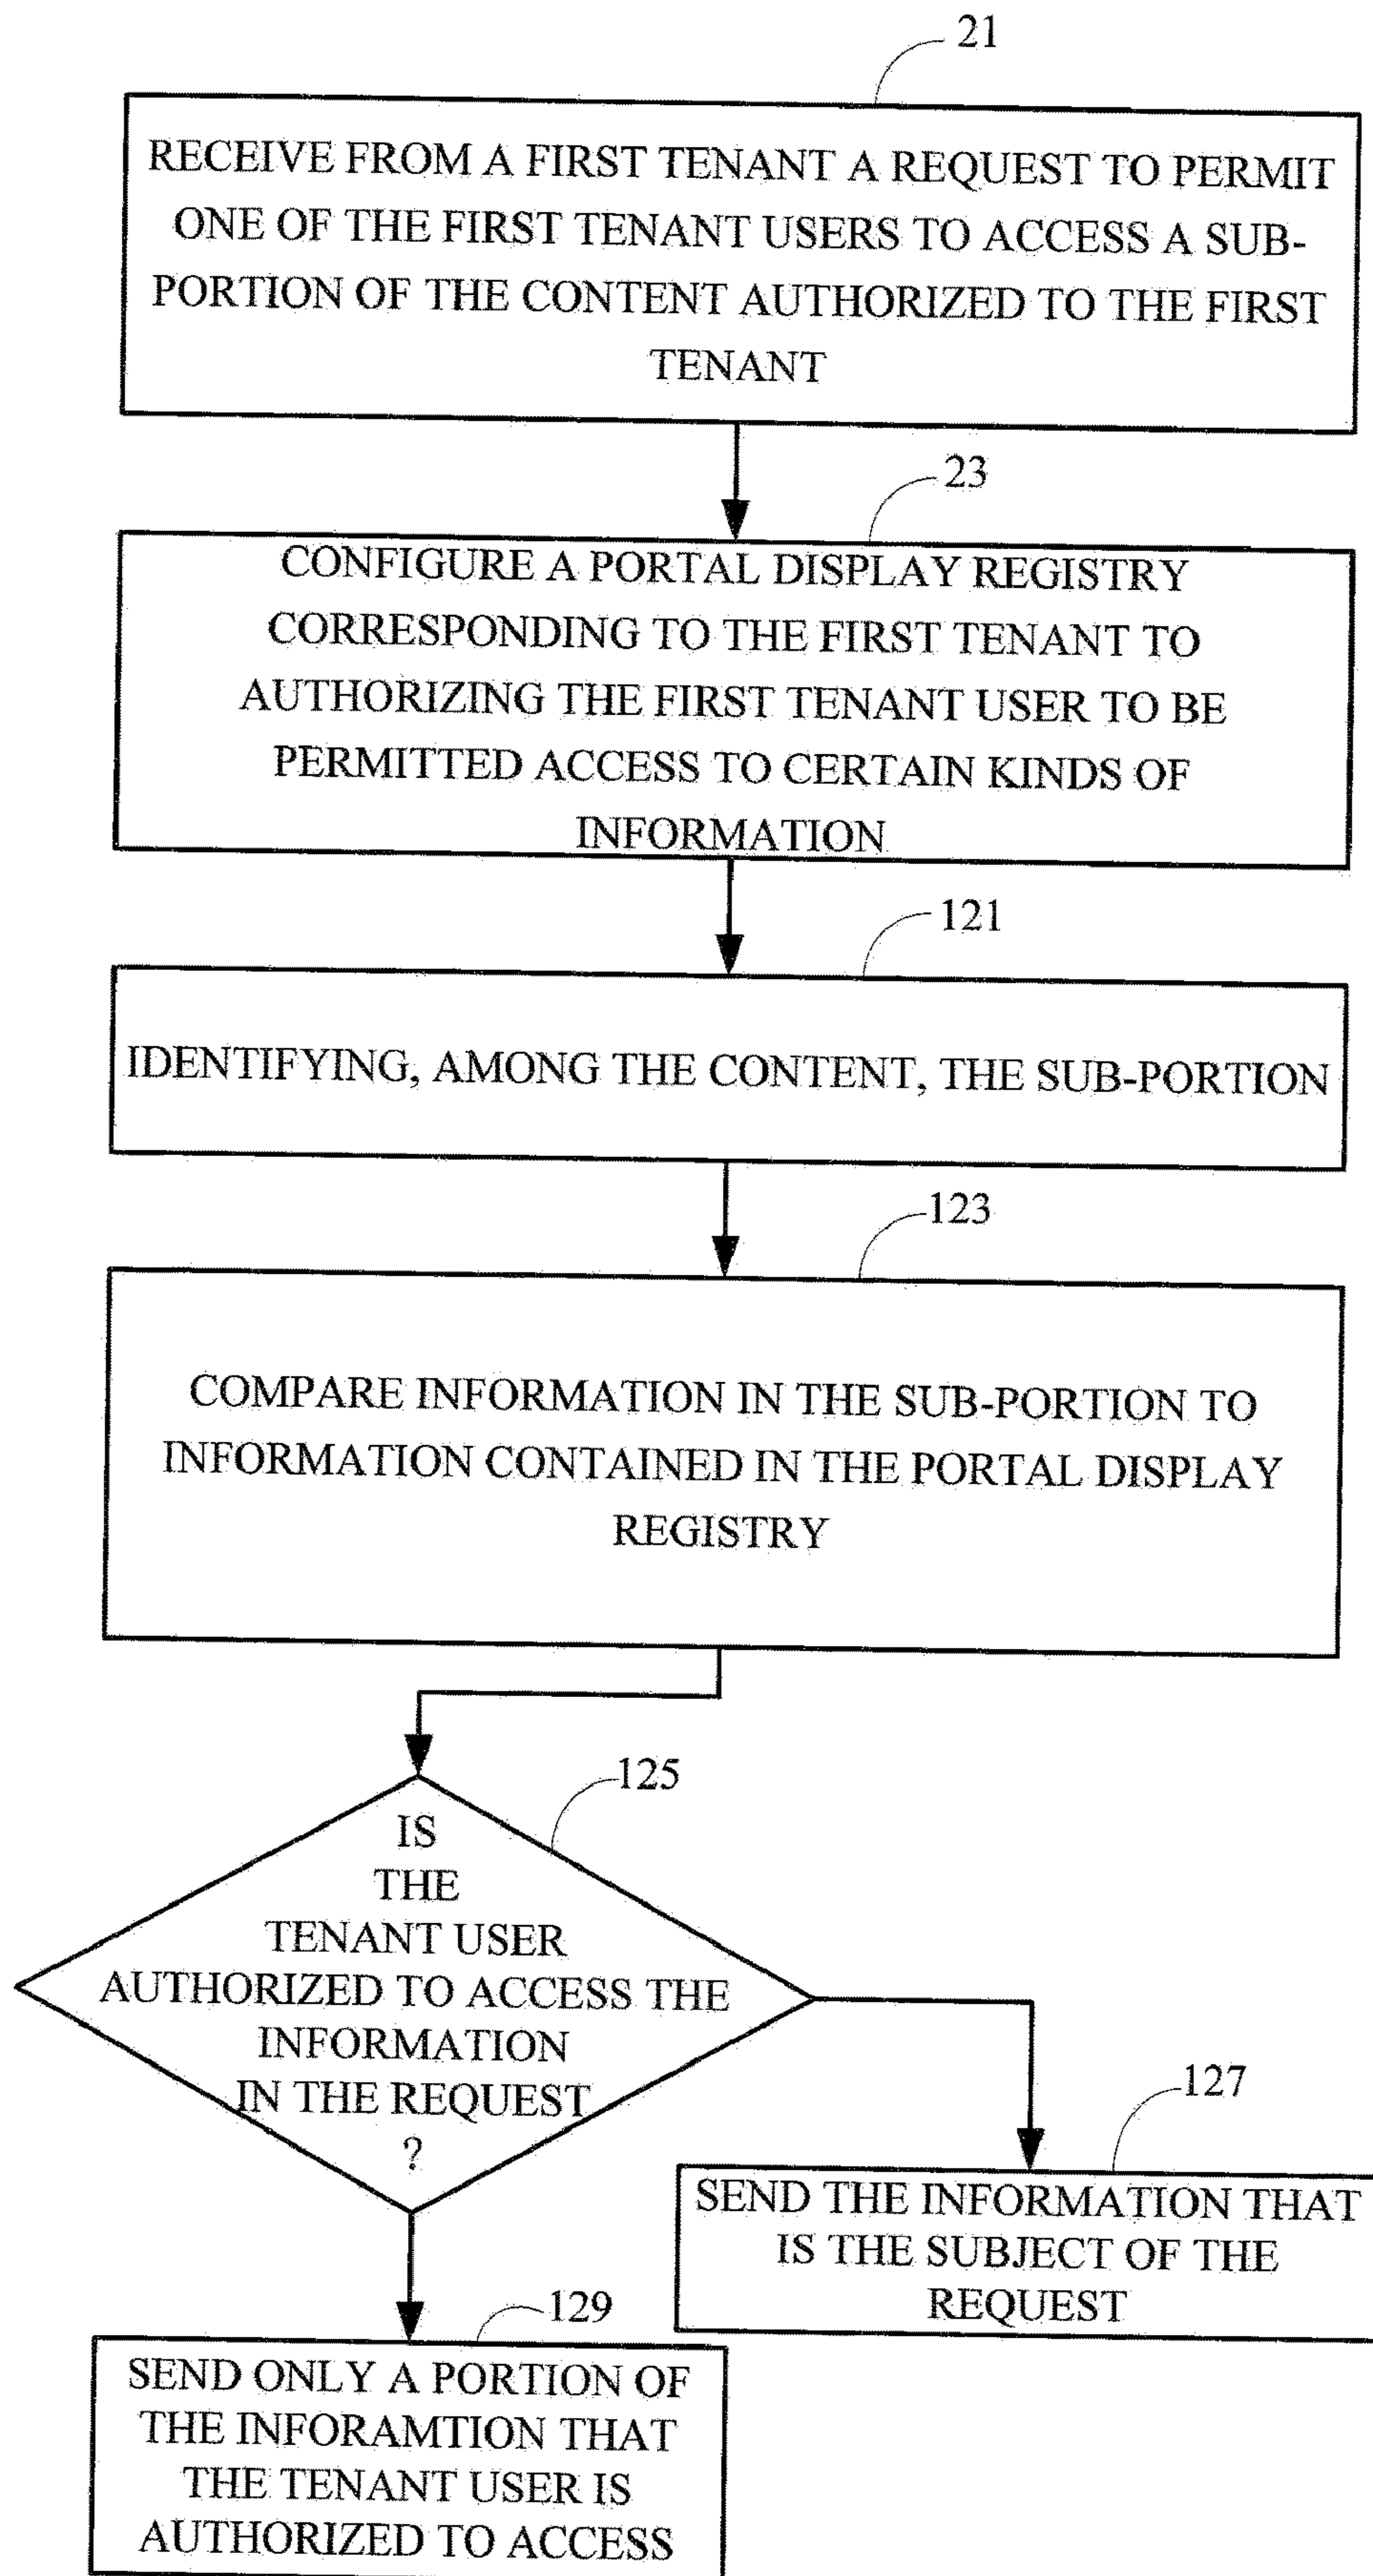 21
RECEIVE FROM A FIRST TENANT A REQUEST TO PERMIT
ONE OF THE FIRST TENANT USERS TO ACCESS A SUB-
PORTION OF THE CONTENT AUTHORIZED TO THE FIRST
TENANT
23
CONFIGURE A PORTAL DISPLAY REGISTRY
CORRESPONDING TO THE FIRST TENANT TO
AUTHORIZING THE FIRST TENANT USER TO BE
PERMITTED ACCESS TO CERTAIN KINDS OF
INFORMATION
121
IDENTIFYING, AMONG THE CONTENT, THE SUB-PORTION
123
COMPARE INFORMATION IN THE SUB-PORTION TO
INFORMATION CONTAINED IN THE PORTAL DISPLAY
REGISTRY
125
IS
THE
TENANT USER
AUTHORIZED TO ACCESS THE
INFORMATION
IN THE REQUEST
?
127
SEND THE INFORMATION THAT
IS THE SUBJECT OF THE
REQUEST
129
SEND ONLY A PORTION OF
THE INFORAMTION THAT
THE TENANT USER IS
AUTHORIZED TO ACCESS